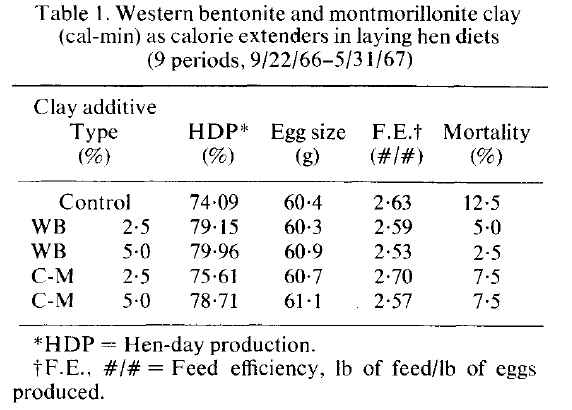 Table 1. Western bentonite and montmorillonite clay
(cal-min) as calorie extenders in laying hen diets
(9 periods, 9/22/66–5/31/67)
Clay additive
Type HDP* Egg size F.E.† Mortality
(%) (%) (g) (#/#) (%)
Control 74·09 60·4 2·63 12·5
WB 2·5 79·15 60·3 2·59 5·0
WB 5·0 79·96 60·9 2·53 2·5
C-M 2·5 75·61 60·7 2·70 7·5
C-M 5·0 78·71 61·1 2·57 7·5
*HDP = Hen-day production.
†F.E., #/# = Feed efficiency, lb of feed/lb of eggs
produced.